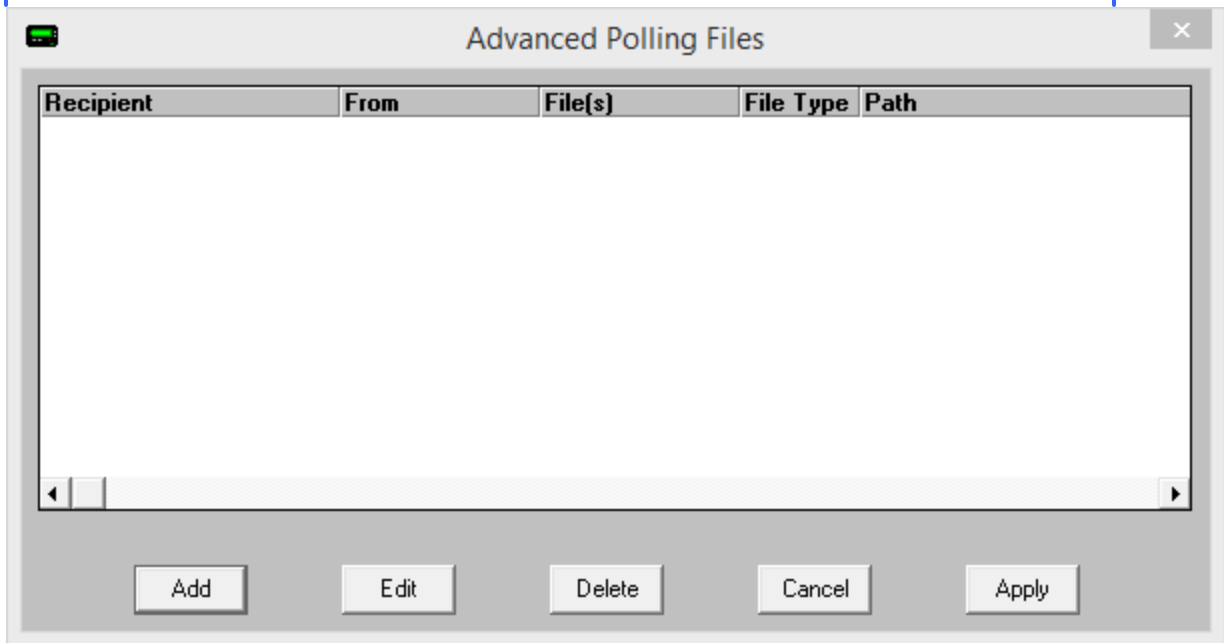 Advanced Polling Files
Recipient From File(s) File Type Path
Add Edit Delete Cancel Apply